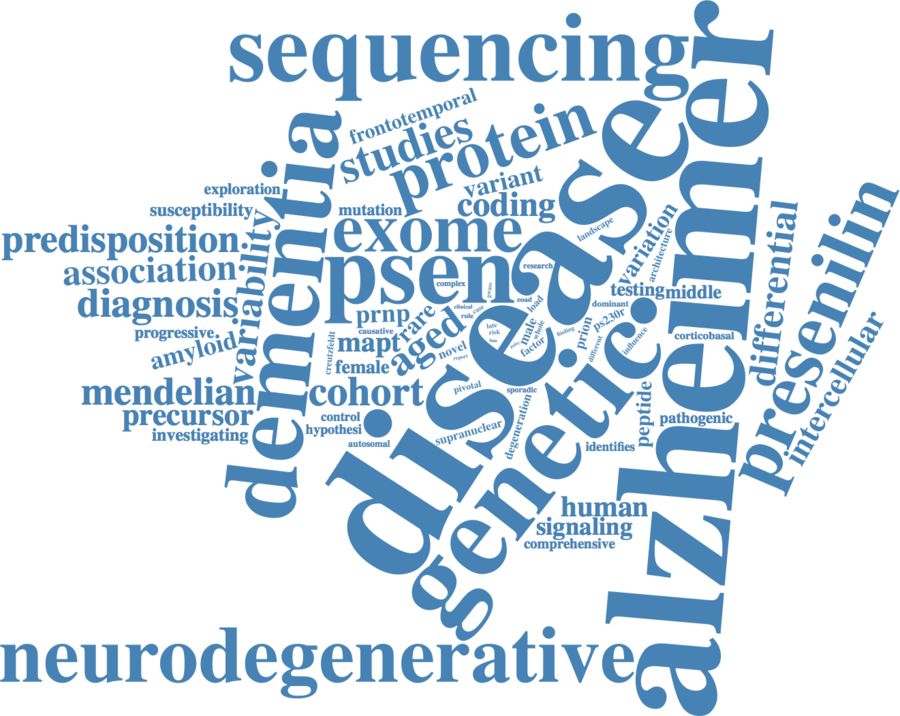 sequencing
alzheimer
disease
frontotemporal
studies
protein
dementia
variant
coding
exploration
susceptibility
mutation
predisposition
variability
exome
landscape
variation
architecture
association
psen
research
complex
testing
middle
differential
presenilin
diagnosis
prnp
rare
clinical
role
case
coad
load
dominant
ps230r
progressive
causative
mapt
aged
late
risk
male
whole
factor
finding
prion
different
influence
corticobasal
intercellular
amyloid
creutzfeldt
female
novel
report
mendelian
cohort
pivotal
sporadic
genetic
peptide
pathogenic
precursor
control
hypothesi
investigating
autosomal
supranuclear
degeneration
identifies
human
signaling
comprehensive
neurodegenerative